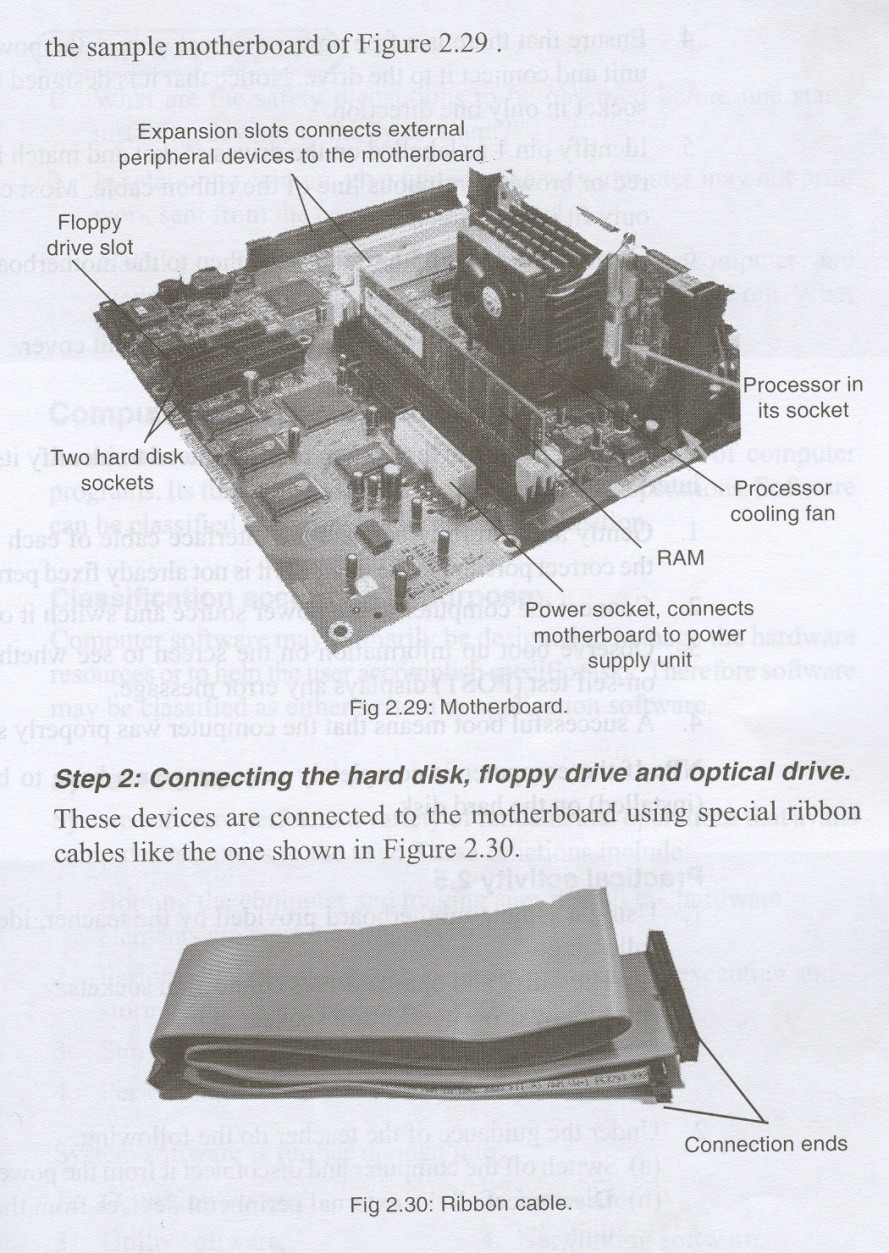 the sample motherboard of Figure 2.29 .
Expansion slots connects external
peripheral devices to the motherboard
Floppy
drive slot
Processor in
its socket
Two hard disk
sockets
Processor
cooling fan
RAM
Power socket, connects
motherboard to power
supply unit
Fig 2.29: Motherboard.
Step 2: Connecting the hard disk, floppy drive and optical drive.
These devices are connected to the motherboard using special ribbon
cables like the one shown in Figure 2.30.
Connection ends
Fig 2.30: Ribbon cable.